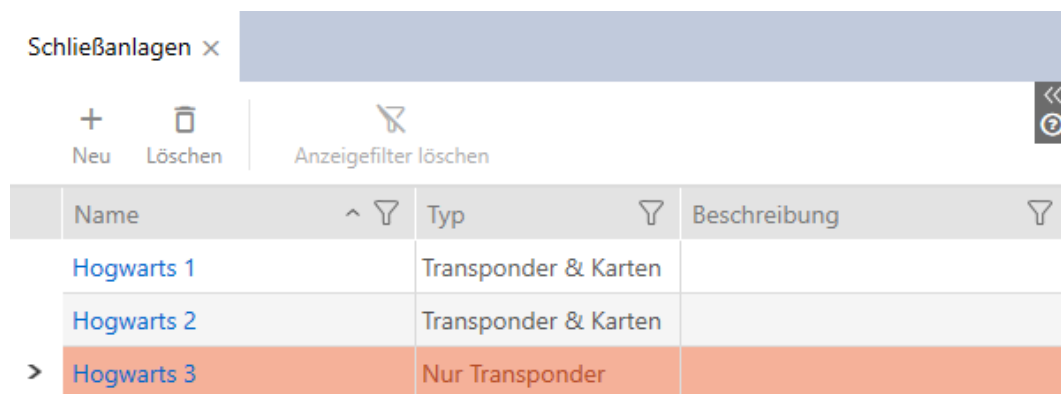 Schließanlagen
Neu Löschen Anzeigefilter löschen
Name Typ Beschreibung
Hogwarts 1 Transponder & Karten
Hogwarts 2 Transponder & Karten
Hogwarts 3 Nur Transponder